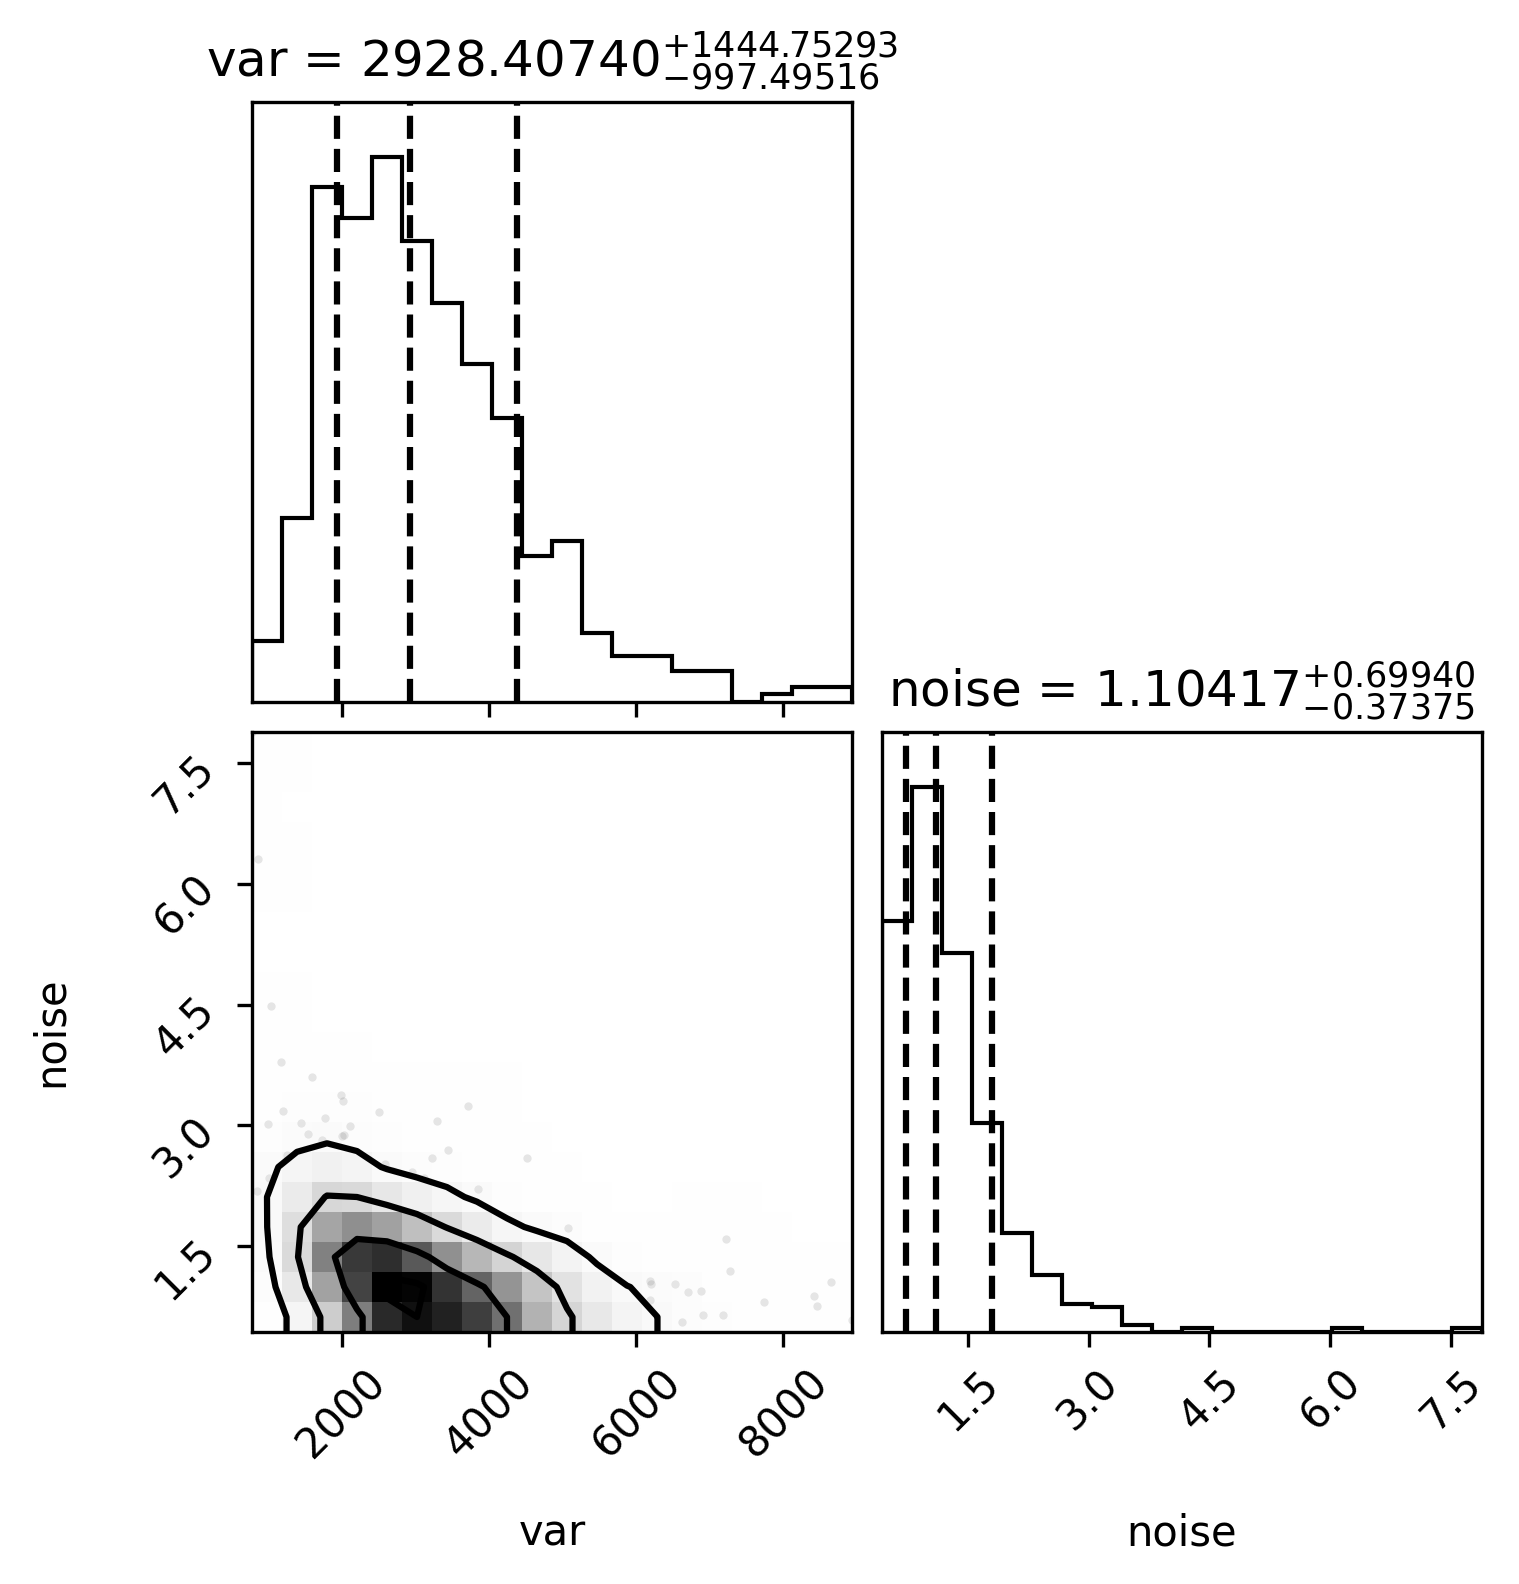 var = 2928.40740+1444.75293−997.49516
noise = 1.10417+0.69940−0.37375
7.5
6.0
4.5
3.0
1.5
noise
2000 4000 6000 8000
var
1.5 3.0 4.5 6.0 7.5
noise